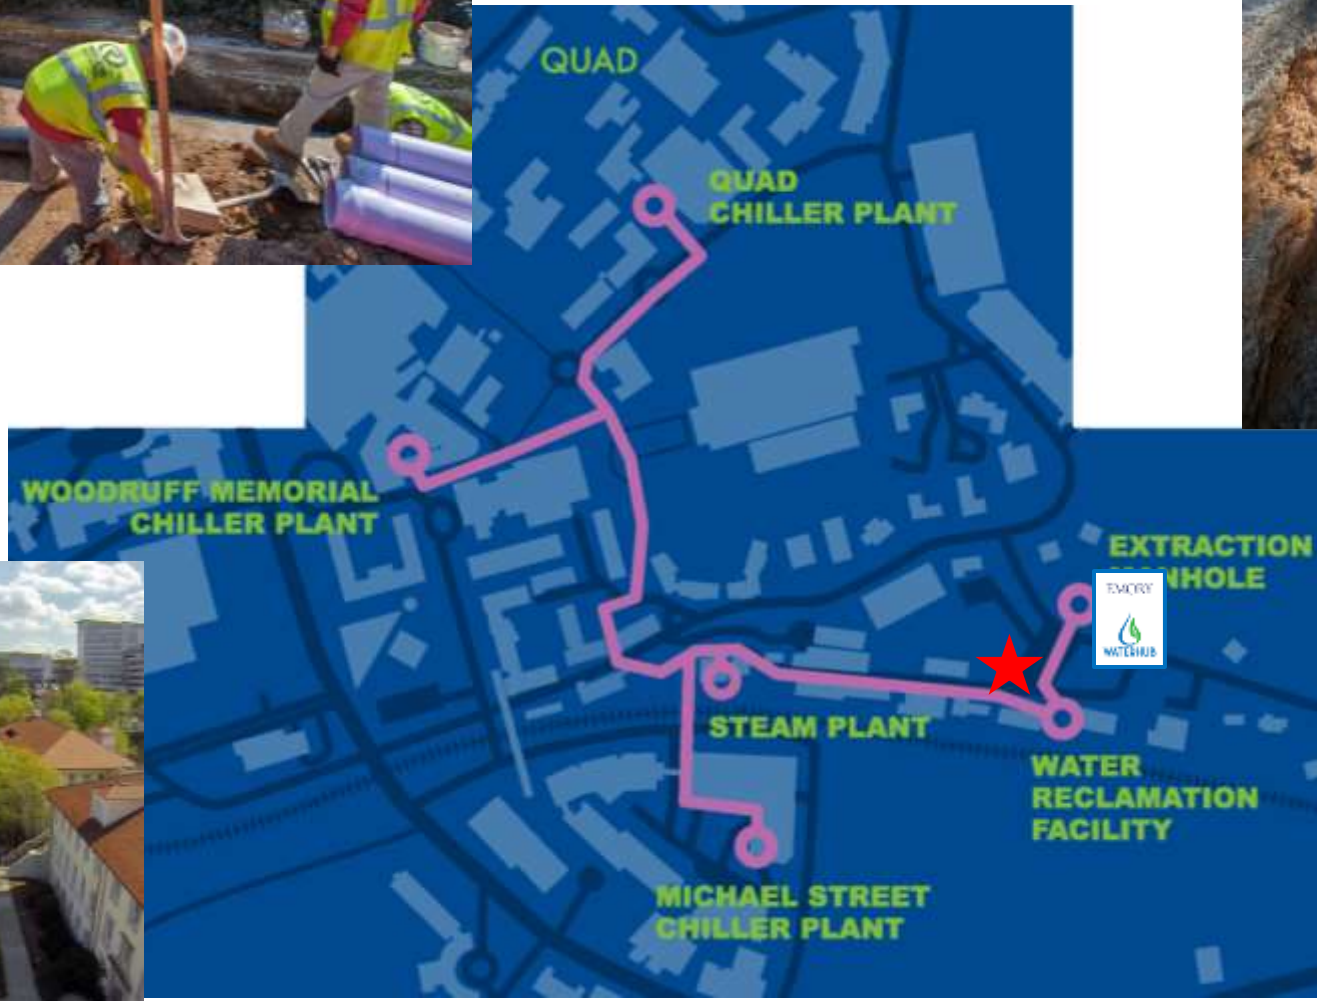 QUAD
QUAD
CHILLER PLANT
WOODRUFF MEMORIAL
CHILLER PLANT
EXTRACTION
MANHOLE
EMORY
WATERHUB
STEAM PLANT
WATER
RECLAMATION
FACILITY
MICHAEL STREET
CHILLER PLANT